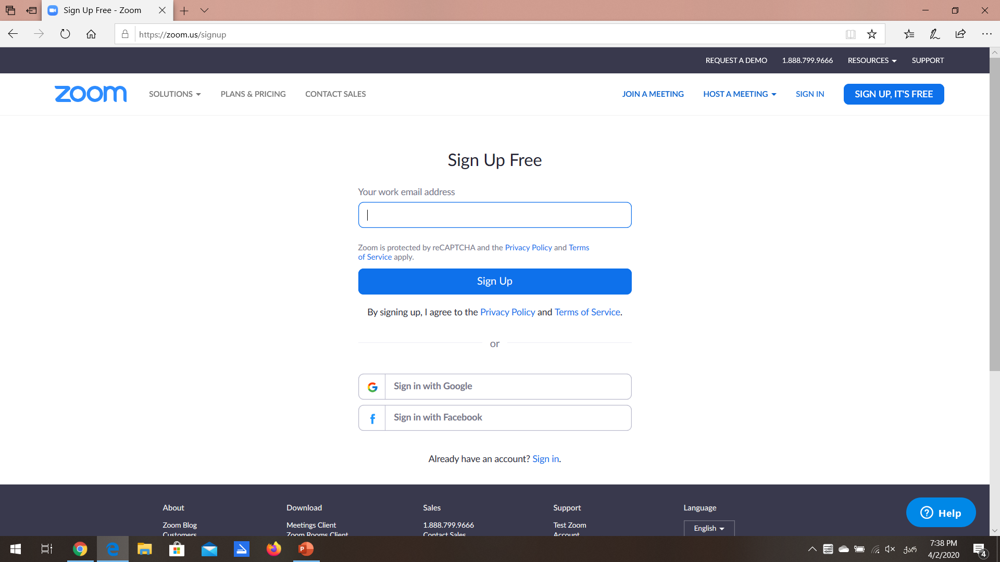 Sign Up Free - Zoom
https://zoom.us/signup
REQUEST A DEMO 1.888.799.9666 RESOURCES SUPPORT
zoom SOLUTIONS PLANS & PRICING CONTACT SALES JOIN A MEETING HOST A MEETING SIGN IN SIGN UP, IT'S FREE
Sign Up Free
Your work email address
Zoom is protected by reCAPTCHA and the Privacy Policy and Terms
of Service apply.
Sign Up
By signing up, I agree to the Privacy Policy and Terms of Service.
or
Sign in with Google
Sign in with Facebook
Already have an account? Sign in.
About Download Sales Support Language
Zoom Blog Meetings Client 1.888.799.9666 Test Zoom English
Customers Zoom Rooms Client Contact Sales Account
Help
ქარ
7:38 PM
4/2/2020
4